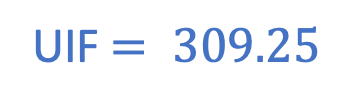 UIF = 309.25